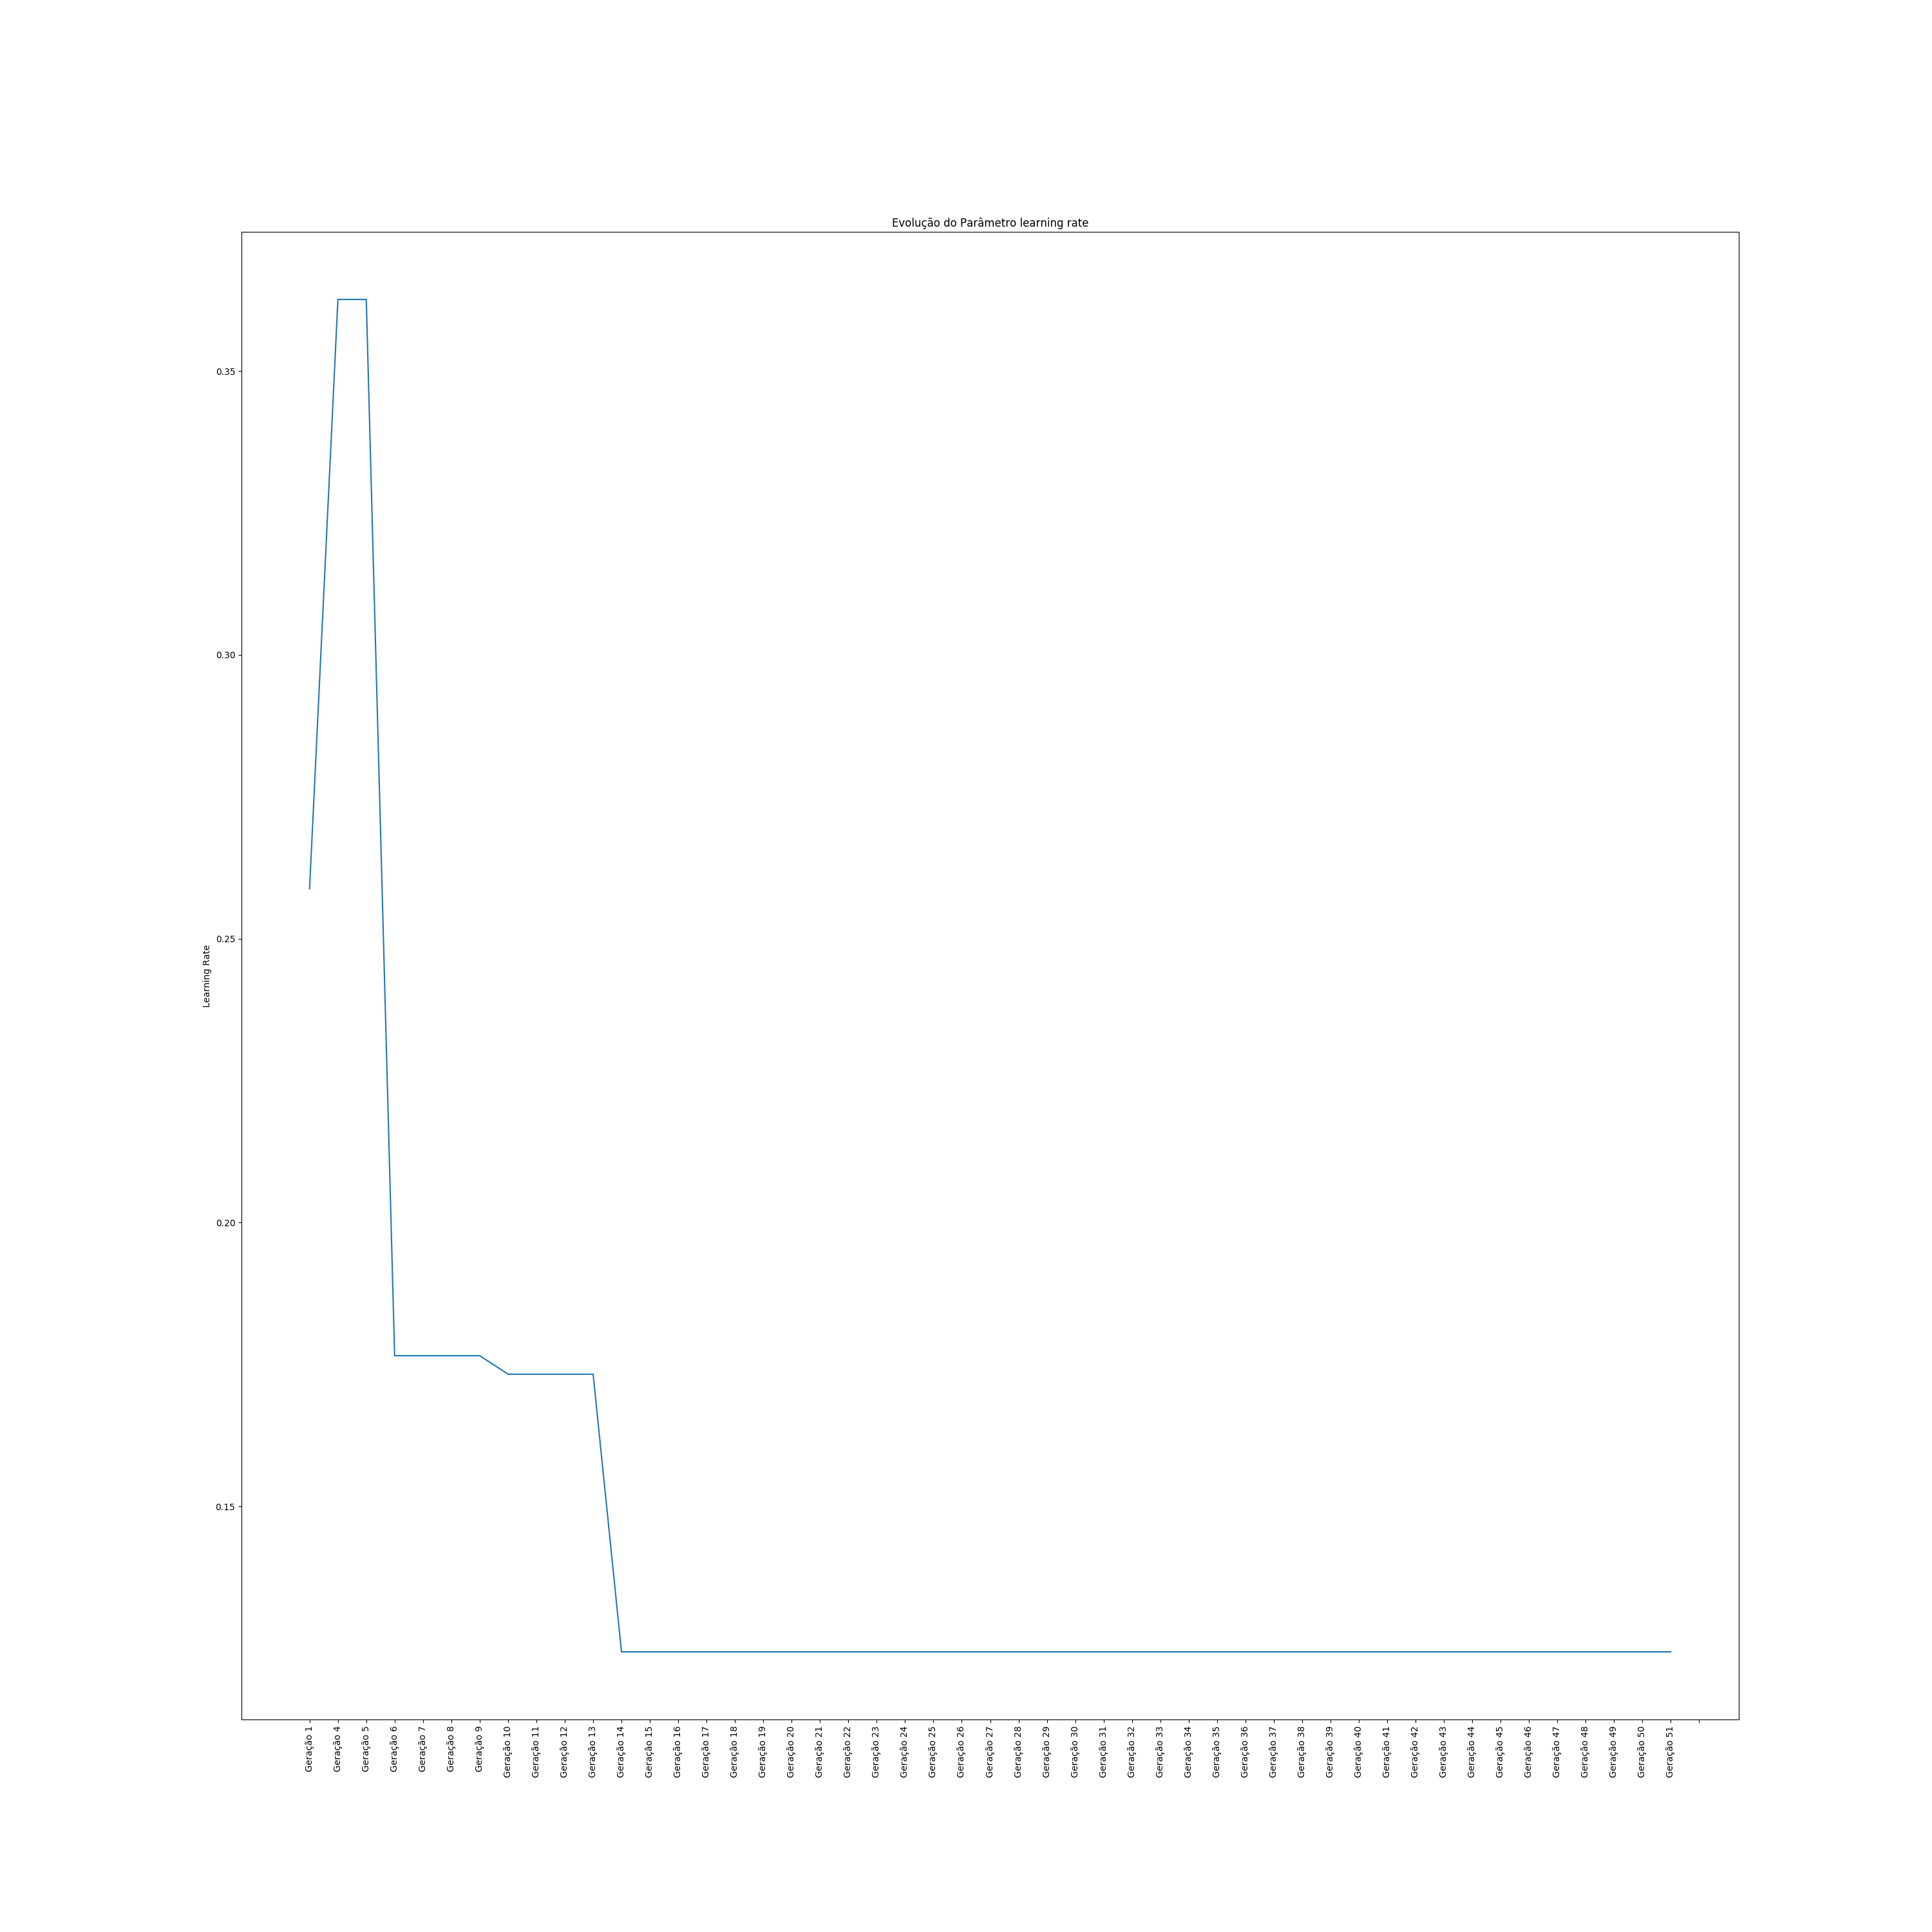 Evolução do Parâmetro learning rate
0.35
0.30
0.25
0.20
0.15
Learning Rate
Geração 1
Geração 4
Geração 5
Geração 6
Geração 7
Geração 8
Geração 9
Geração 10
Geração 11
Geração 12
Geração 13
Geração 14
Geração 15
Geração 16
Geração 17
Geração 18
Geração 19
Geração 20
Geração 21
Geração 22
Geração 23
Geração 24
Geração 25
Geração 26
Geração 27
Geração 28
Geração 29
Geração 30
Geração 31
Geração 32
Geração 33
Geração 34
Geração 35
Geração 36
Geração 37
Geração 38
Geração 39
Geração 40
Geração 41
Geração 42
Geração 43
Geração 44
Geração 45
Geração 46
Geração 47
Geração 48
Geração 49
Geração 50
Geração 51